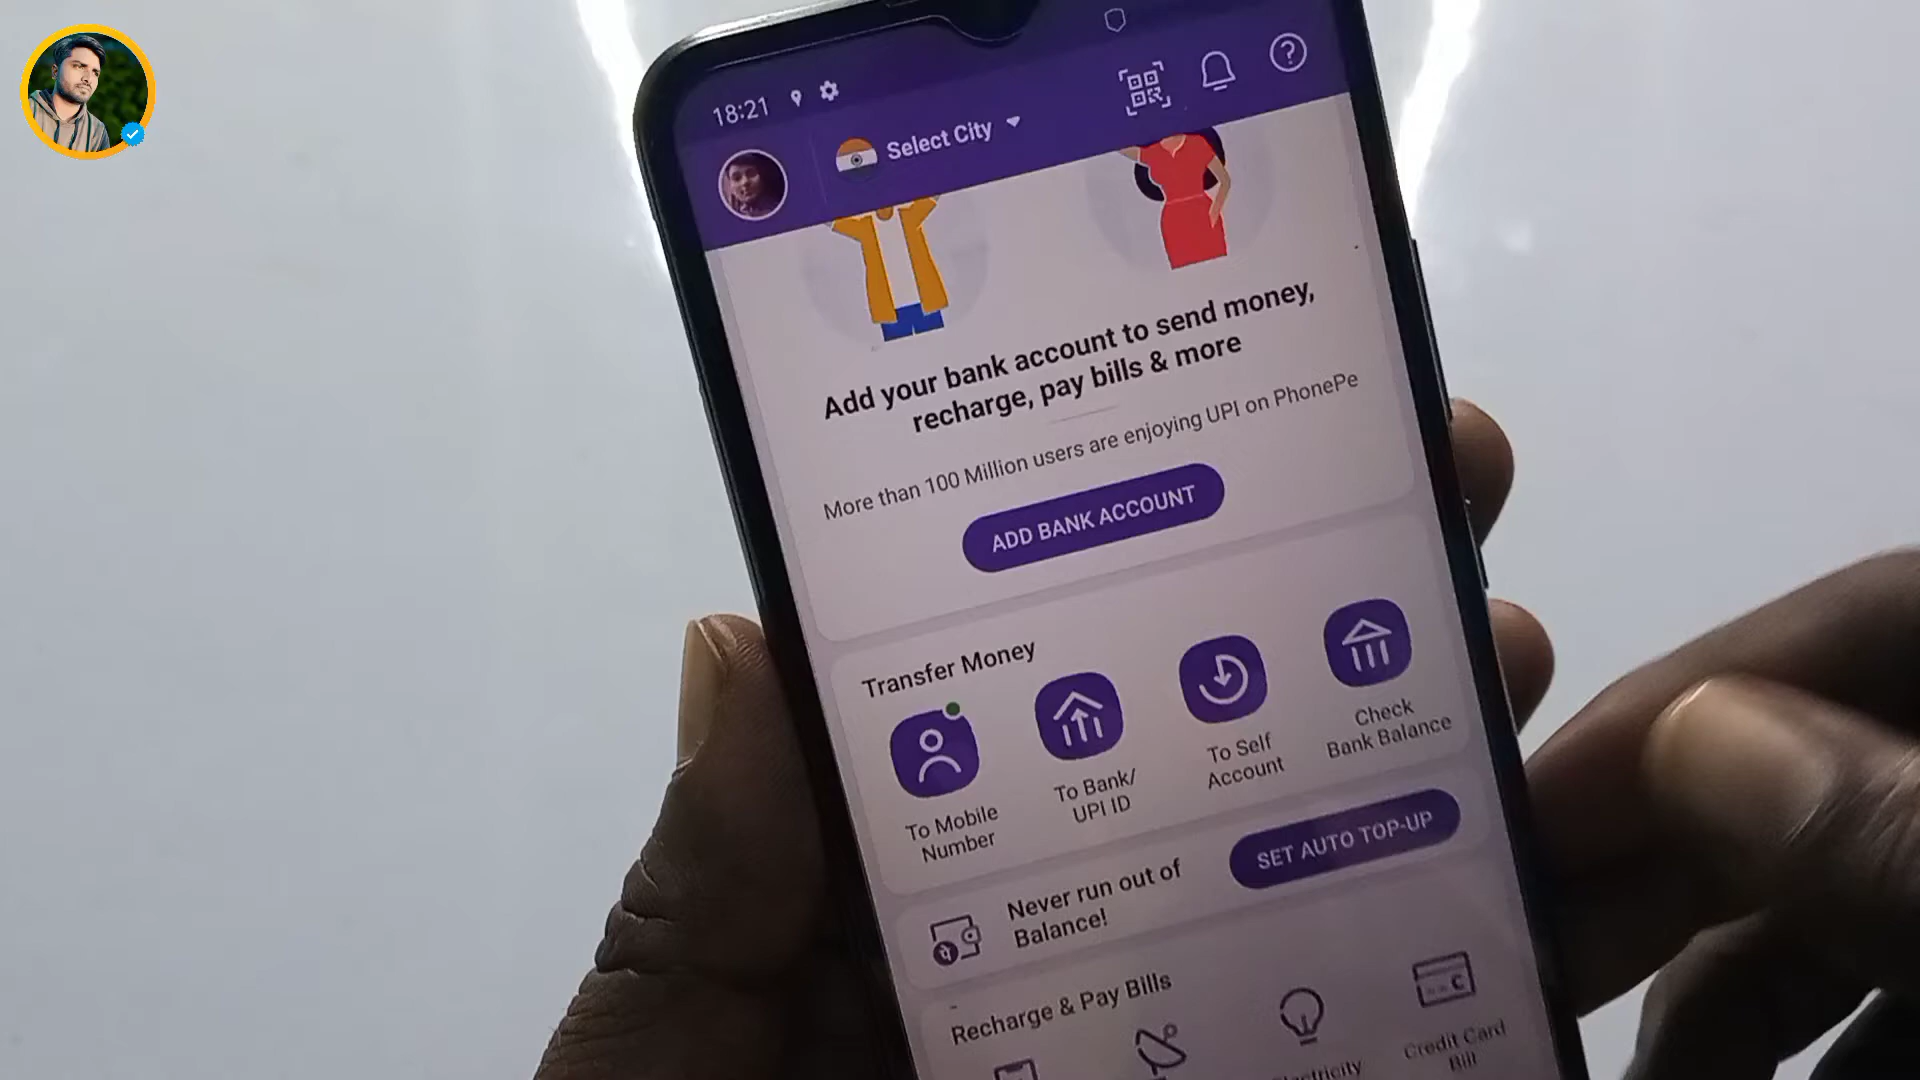 18:21
Select City
Add your bank account to send money,
recharge, pay bills & more
More than 100 Million users are enjoying UPI on PhonePe
ADD BANK ACCOUNT
Transfer Money
To Mobile
Number
To Bank/
UPI ID
To Self
Account
Check
Bank Balance
Never run out of
Balance!
SET AUTO TOP-UP
Recharge & Pay Bills
Credit Card
Bill